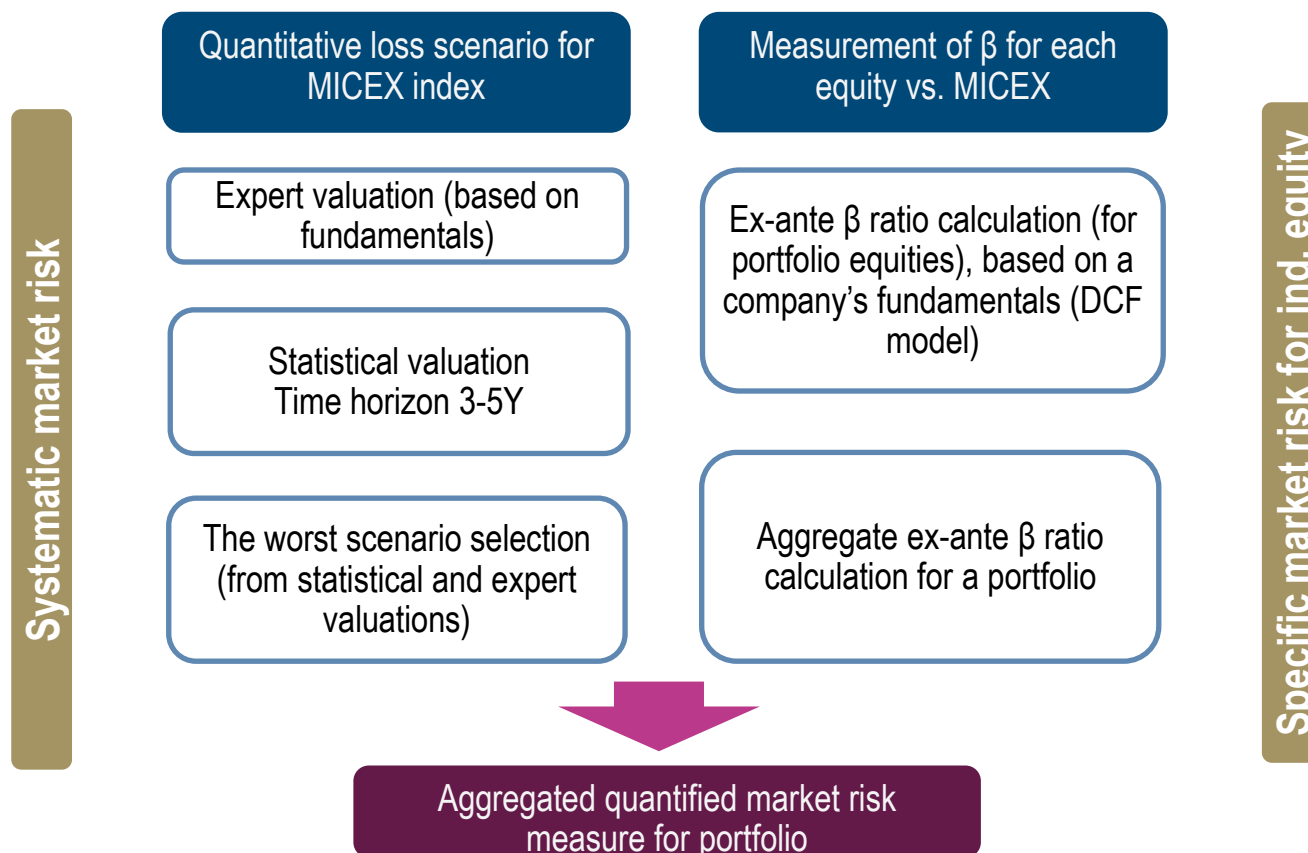 Systematic market risk
Quantitative loss scenario for
MICEX index
Expert valuation (based on
fundamentals)
Statistical valuation
Time horizon 3-5Y
The worst scenario selection
(from statistical and expert
valuations)
Measurement of β for each
equity vs. MICEX
Ex-ante β ratio calculation (for
portfolio equities), based on a
company’s fundamentals (DCF
model)
Aggregate ex-ante β ratio
calculation for a portfolio
Specific market risk for ind. equity
Aggregated quantified market risk
measure for portfolio